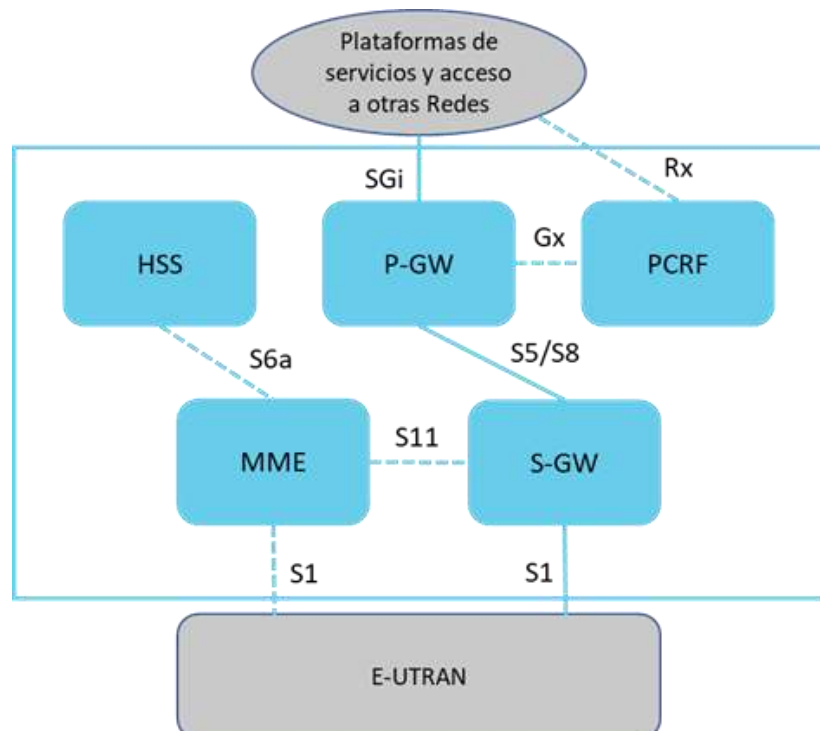 Plataformas de
servicios y acceso
a otras Redes
SGi
Rx
HSS
P-GW
Gx
PCRF
S6a
S5/S8
MME
S11
S-GW
S1
S1
E-UTRAN